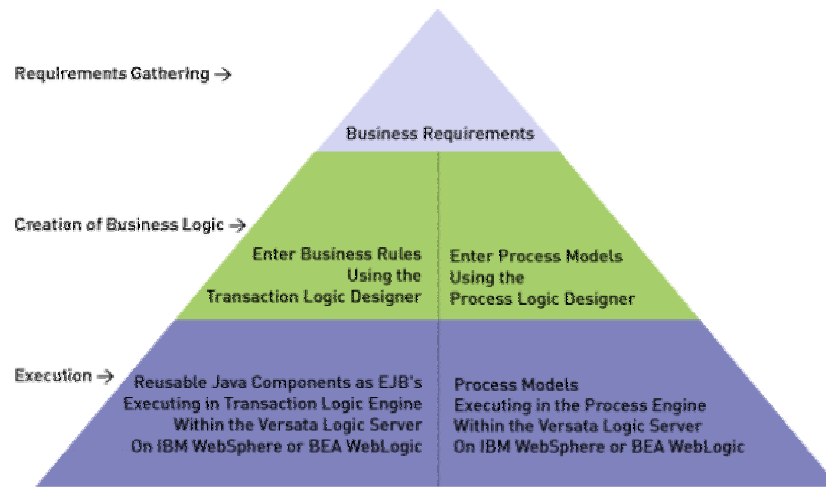 Requirements Gathering →
Business Requirements
Creation of Business Logic →
Enter Business Rules
Using the
Transaction Logic Designer
Enter Process Models
Using the
Process Logic Designer
Execution →
Reusable Java Components as EJB's
Executing in Transaction Logic Engine
Within the Versata Logic Server
On IBM WebSphere or BEA WebLogic
Process Models
Executing in the Process Engine
Within the Versata Logic Server
On IBM WebSphere or BEA WebLogic